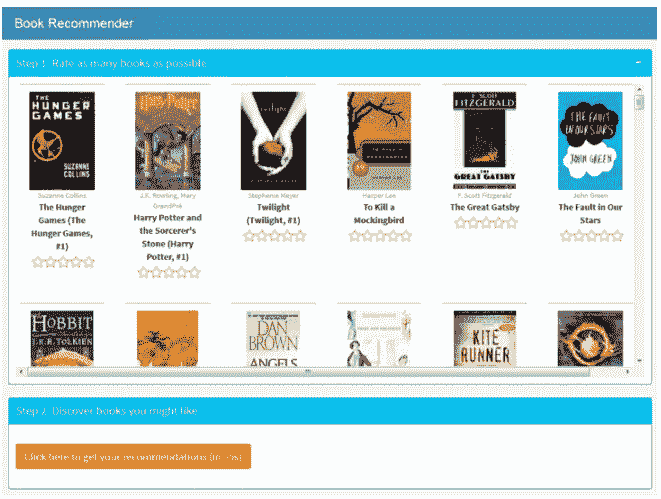 Book Recommender
Step 1: Rate as many books as possible
THE
HUNGER
GAMES
SUZANNE
COLLINS
Harry Potter
twilight
F. SCOTT
FITZGERALD
THE
GREAT GATSBY
THE FAULT
IN OUR STARS
JOHN GREEN
Suzanne Collins
The Hunger
Games (The
Hunger Games,
#1)
J.K. Rowling, Mary
GrandPré
Harry Potter and
the Sorcerer's
Stone (Harry
Potter, #1)
Stephenie Meyer
Twilight
(Twilight, #1)
Harper Lee
To Kill a
Mockingbird
F. Scott Fitzgerald
The Great Gatsby
John Green
The Fault in Our
Stars
HOBBIT
J.R.R. TOLKIEN
DAN
BROWN
ANGELS
KITE
RUNNER
Step 2: Discover books you might like
Click here to get your recommendations